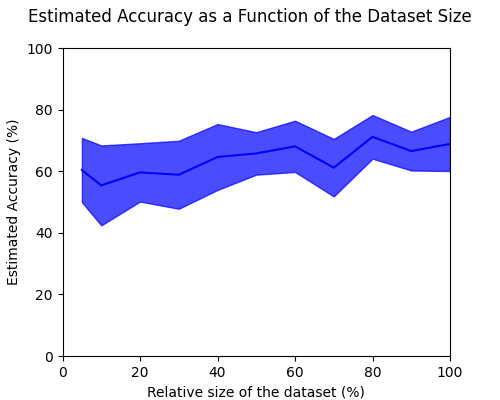 Estimated Accuracy as a Function of the Dataset Size
100
80
60
40
20
0
Estimated Accuracy (%)
0 20 40 60 80 100
Relative size of the dataset (%)